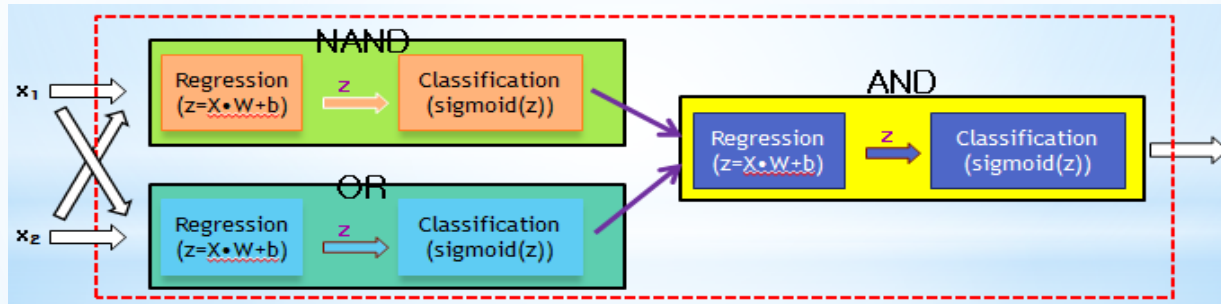 NAND
x₁
Regression
(z=X•W+b)
z
Classification
(sigmoid(z))
AND
Regression
(z=X•W+b)
z
Classification
(sigmoid(z))
OR
x₂
Regression
(z=X•W+b)
z
Classification
(sigmoid(z))